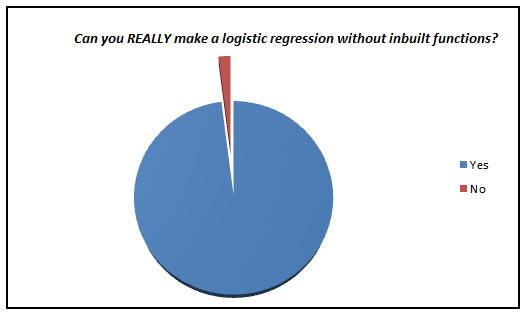 Can you REALLY make a logistic regression without inbuilt functions?
Yes
No